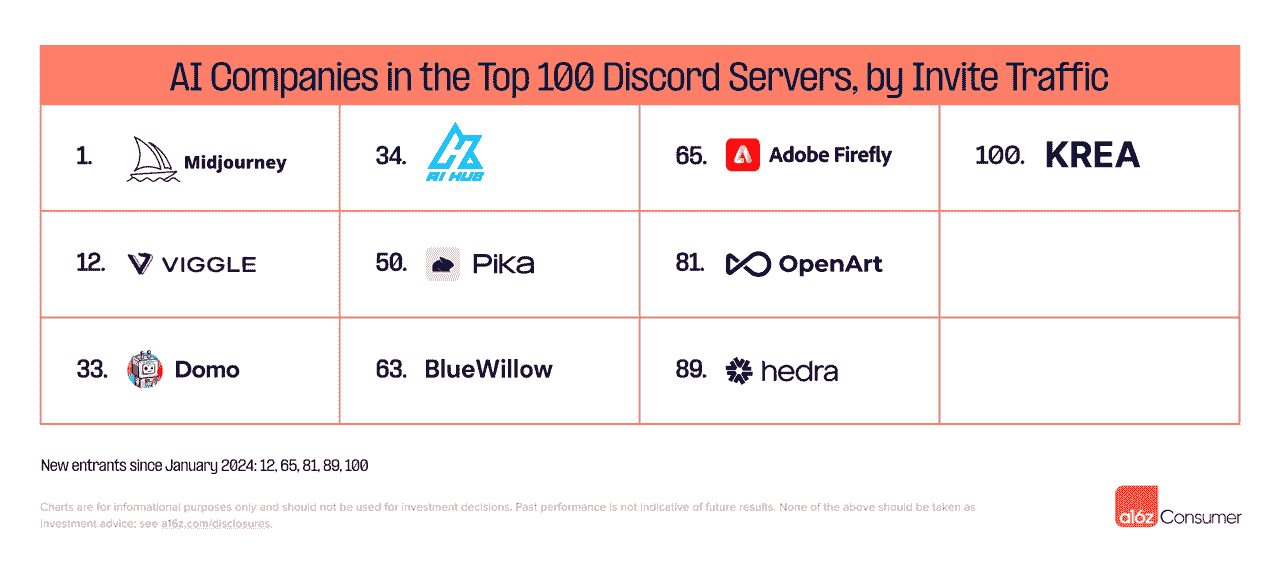 AI Companies in the Top 100 Discord Servers, by Invite Traffic
1. Midjourney
34. AI HUB
65. Adobe Firefly
100. KREA
12. VIGGLE
50. Pika
81. OpenArt
33. Domo
63. BlueWillow
89. hedra
New entrants since January 2024: 12, 65, 81, 89, 100
Charts are for informational purposes only and should not be used for investment decisions. Past performance is not indicative of future results. None of the above should be taken as
investment advice; see a16z.com/disclosures.
a16z Consumer